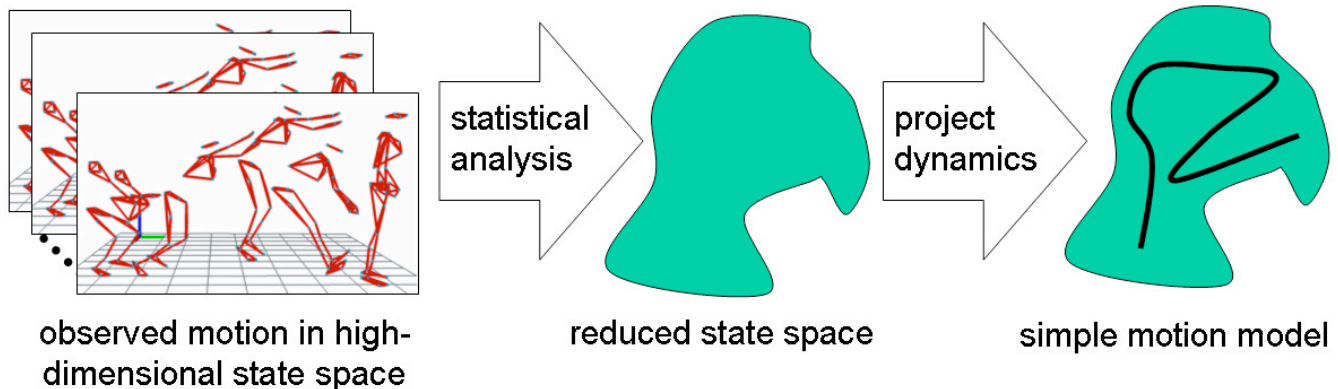 statistical
analysis
project
dynamics
observed motion in high-
dimensional state space
reduced state space
simple motion model